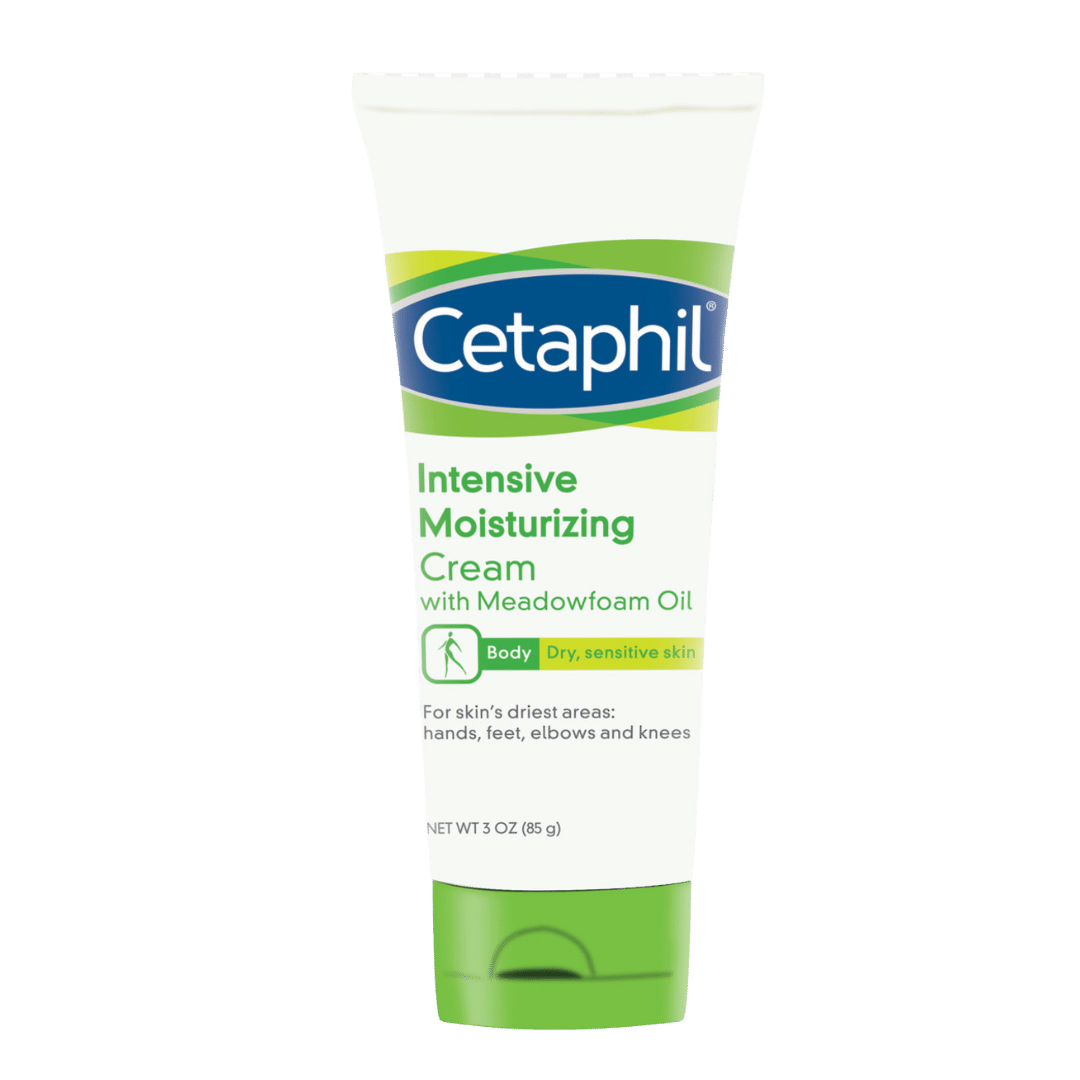 Cetaphil®
Intensive
Moisturizing
Cream
with Meadowfoam Oil
Body Dry, sensitive skin
For skin's driest areas:
hands, feet, elbows and knees
NET WT 3 OZ (85 g)